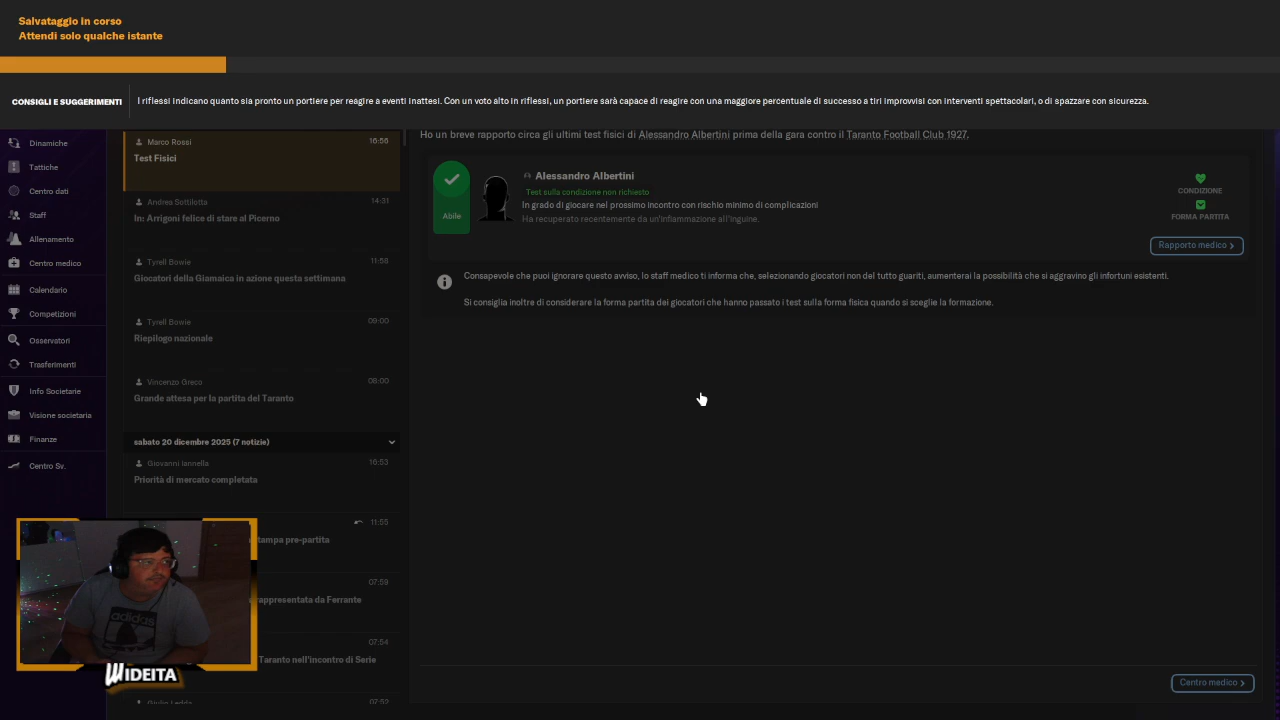 Salvataggio in corso
Attendi solo qualche istante
CONSIGLI E SUGGERIMENTI
I riflessi indicano quanto sia pronto un portiere per reagire a eventi inattesi. Con un voto alto in riflessi, un portiere sarà capace di reagire con una maggiore percentuale di successo a tiri improvvisi con interventi spettacolari, o di spazzare con sicurezza.
Dinamiche
Tattiche
Centro dati
Staff
Allenamento
Centro medico
Calendario
Competizioni
Osservatori
Trasferimenti
Info Societarie
Visione societaria
Finanze
Centro Sv.
Marco Rossi 16:56
Test Fisici
Andrea Sottilotta 14:31
In: Arrigoni felice di stare al Picerno
Tyrell Bowie 11:58
Giocatori della Giamaica in azione questa settimana
Tyrell Bowie 09:00
Riepilogo nazionale
Vincenzo Greco 08:00
Grande attesa per la partita del Taranto
sabato 20 dicembre 2025 (7 notizie)
Giovanni Iannella 16:53
Priorità di mercato completata
11:55
stampa pre-partita
07:59
rappresentata da Ferrante
07:54
Taranto nell'incontro di Serie
07:52
Ho un breve rapporto circa gli ultimi test fisici di Alessandro Albertini prima della gara contro il Taranto Football Club 1927.
Abile
Alessandro Albertini
Test sulla condizione non richiesto
In grado di giocare nel prossimo incontro con rischio minimo di complicazioni
Ha recuperato recentemente da un'infiammazione all'inguine.
CONDIZIONE
FORMA PARTITA
Rapporto medico
Consapevole che puoi ignorare questo avviso, lo staff medico ti informa che, selezionando giocatori non del tutto guariti, aumenterai la possibilità che si aggravino gli infortuni esistenti.
Si consiglia inoltre di considerare la forma partita dei giocatori che hanno passati i test sulla forma fisica quando si sceglie la formazione.
Centro medico
adidas
WIDEITA